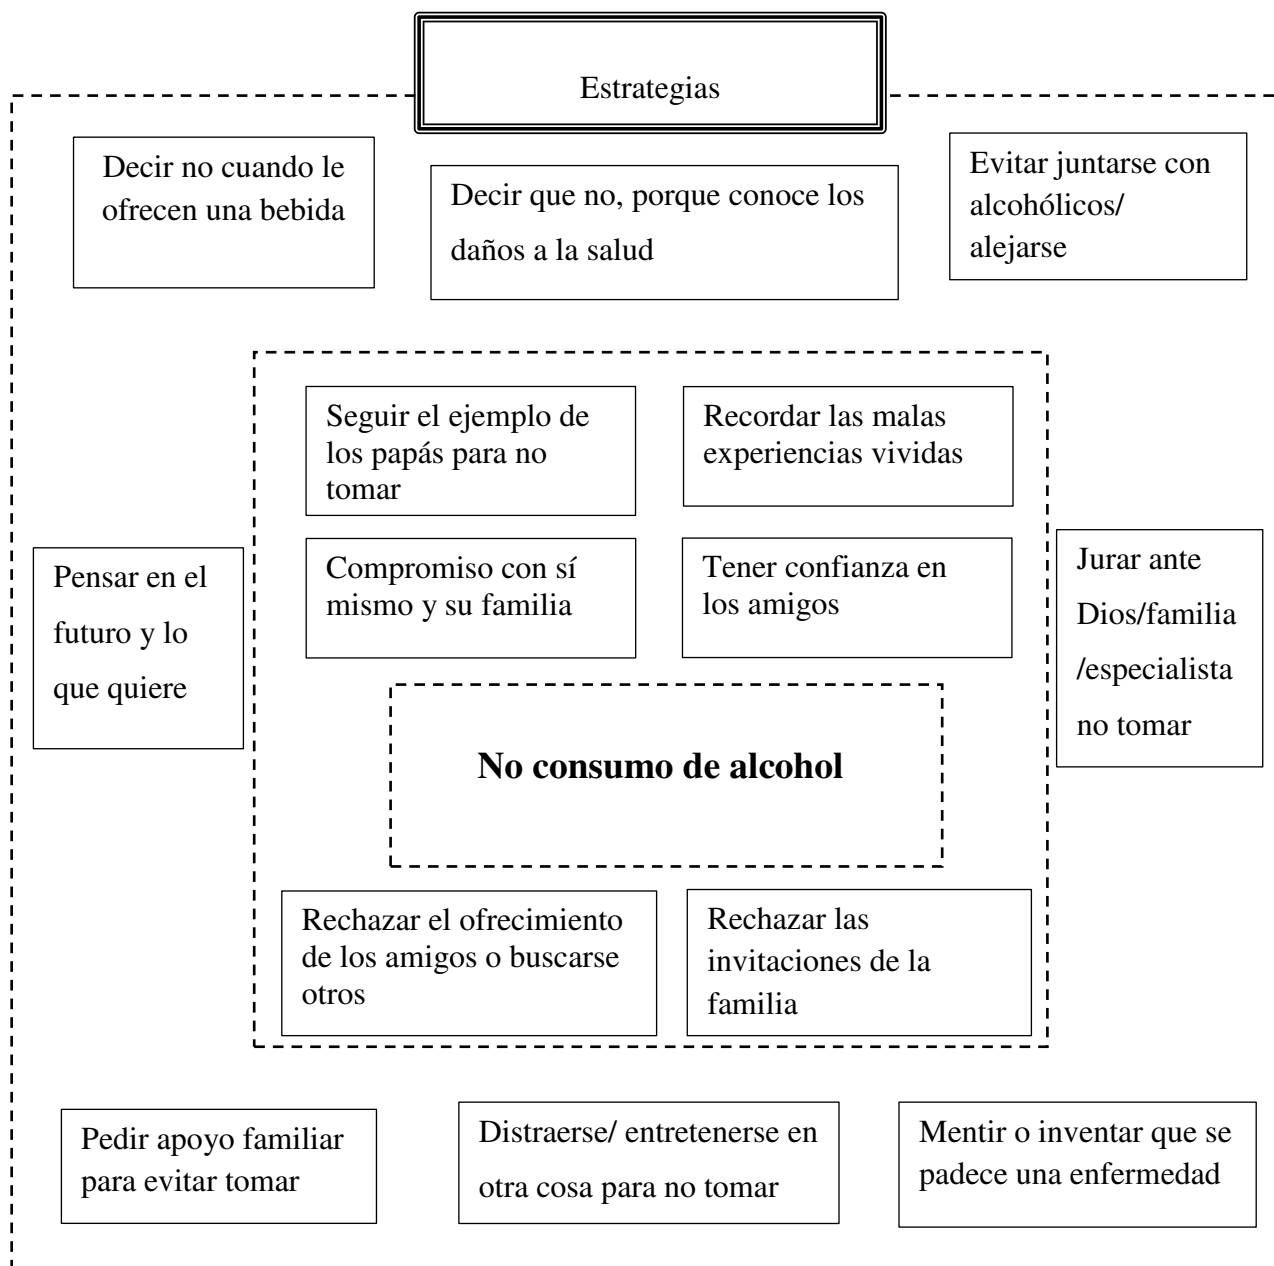 Estrategias
Decir no cuando le
ofrecen una bebida
Decir que no, porque conoce los
daños a la salud
Evitar juntarse con
alcohólicos/
alejarse
Seguir el ejemplo de
los papás para no
tomar
Recordar las malas
experiencias vividas
Pensar en el
futuro y lo
que quiere
Compromiso con sí
mismo y su familia
Tener confianza en
los amigos
Jurar ante
Dios/familia
/especialista
no tomar
No consumo de alcohol
Rechazar el ofrecimiento
de los amigos o buscarse
otros
Rechazar las
invitaciones de la
familia
Pedir apoyo familiar
para evitar tomar
Distraerse/ entretenerse en
otra cosa para no tomar
Mentir o inventar que se
padece una enfermedad